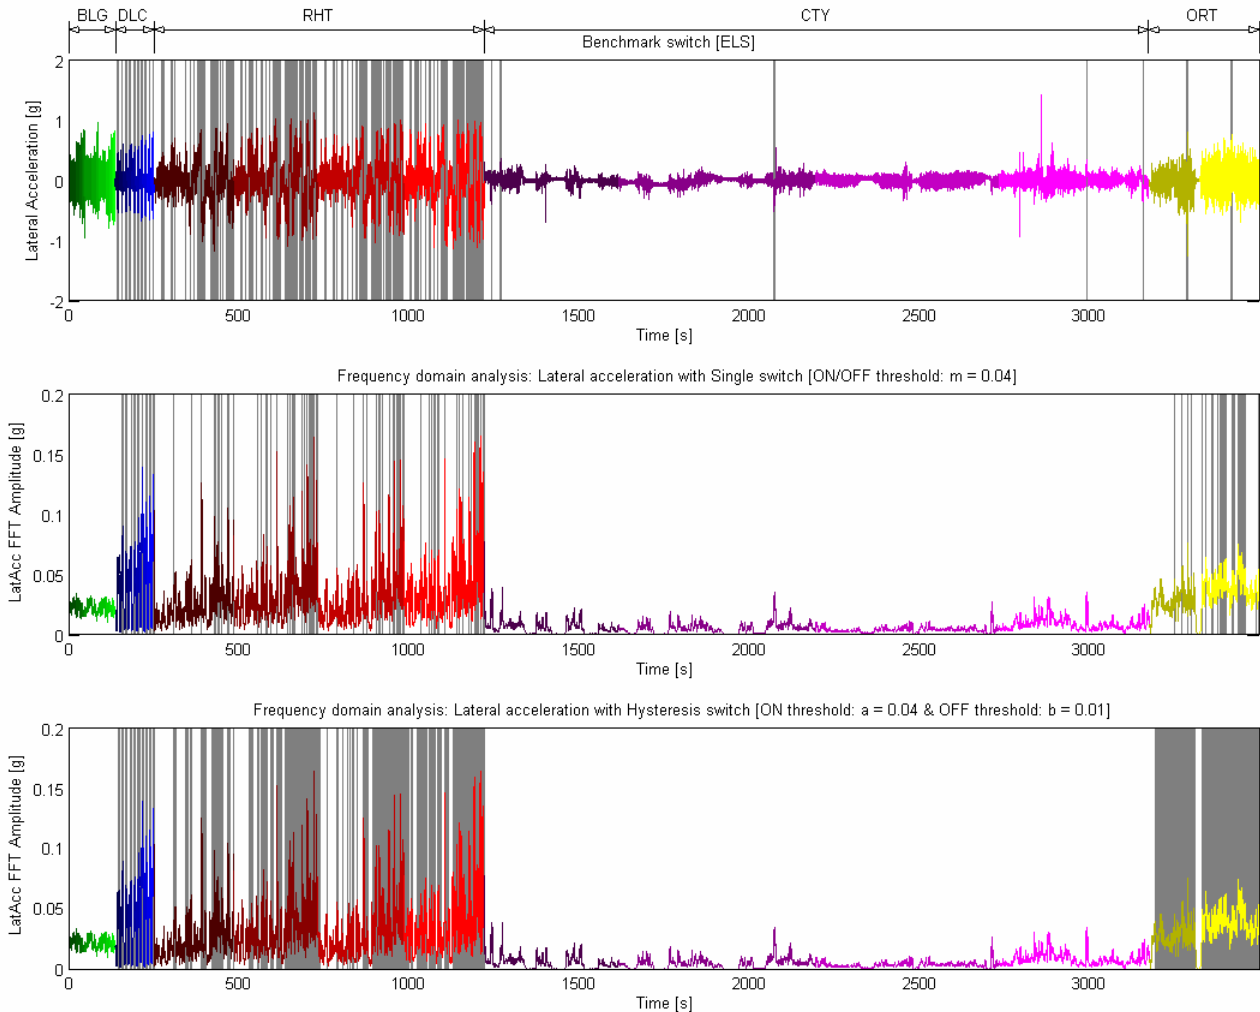 BLG DLC RHT CTY ORT
Benchmark switch [ELS]
Lateral Acceleration [g]
2
1
0
-1
-2
0 500 1000 1500 2000 2500 3000
Time [s]
Frequency domain analysis: Lateral acceleration with Single switch [ON/OFF threshold: m = 0.04]
LatAcc FFT Amplitude [g]
0.2
0.15
0.1
0.05
0
0 500 1000 1500 2000 2500 3000
Time [s]
Frequency domain analysis: Lateral acceleration with Hysteresis switch [ON threshold: a = 0.04 & OFF threshold: b = 0.01]
LatAcc FFT Amplitude [g]
0.2
0.15
0.1
0.05
0
0 500 1000 1500 2000 2500 3000
Time [s]